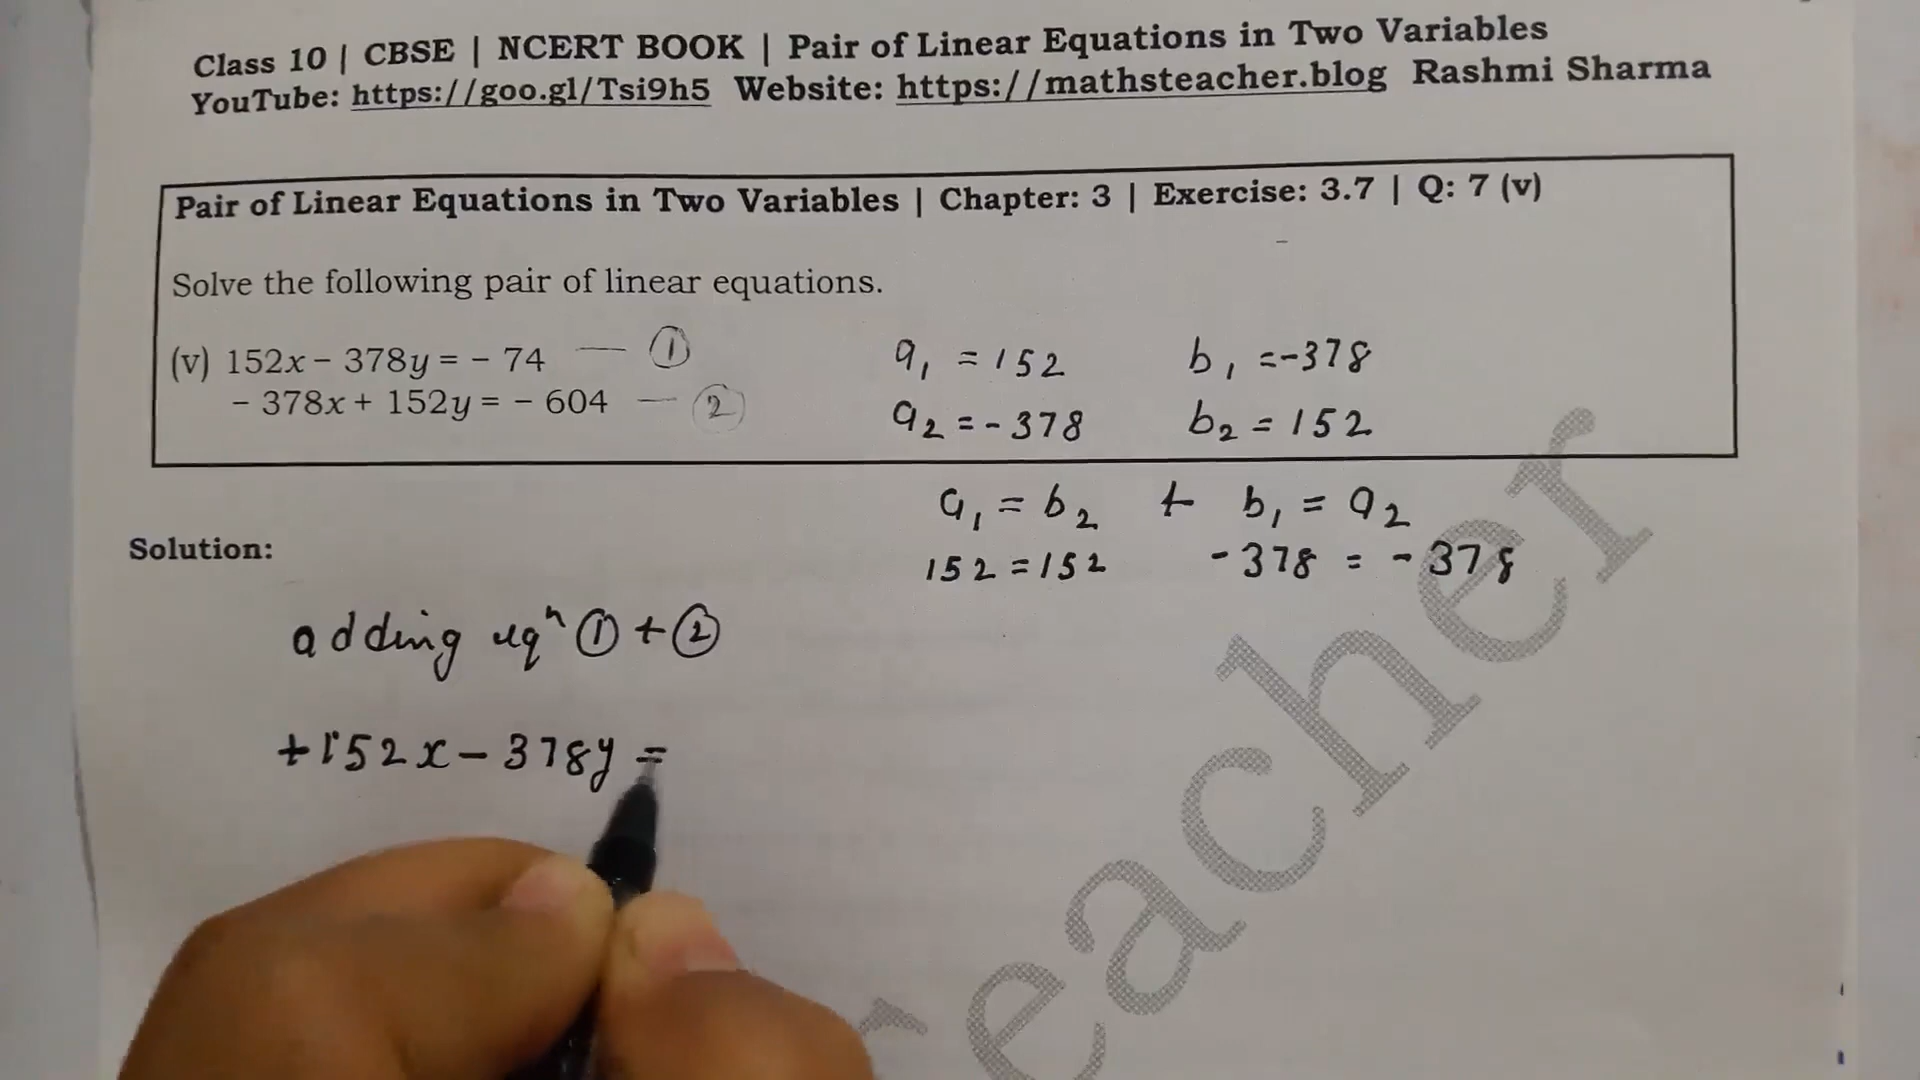 Class 10 | CBSE | NCERT BOOK | Pair of Linear Equations in Two Variables
YouTube: https://goo.gl/Tsi9h5 Website: https://mathsteacher.blog Rashmi Sharma
Pair of Linear Equations in Two Variables | Chapter: 3 | Exercise: 3.7 | Q: 7 (v)
Solve the following pair of linear equations.
(v) 152x − 378y = − 74 — ①
− 378x + 152y = − 604 — ②
a₁ = 152 b₁ = -378
a₂ = - 378 b₂ = 152
a₁ = b₂ + b₁ = a₂
152 = 152 - 378 = - 378
Solution:
adding eqⁿ ① + ②
+152x - 378y =
eacher